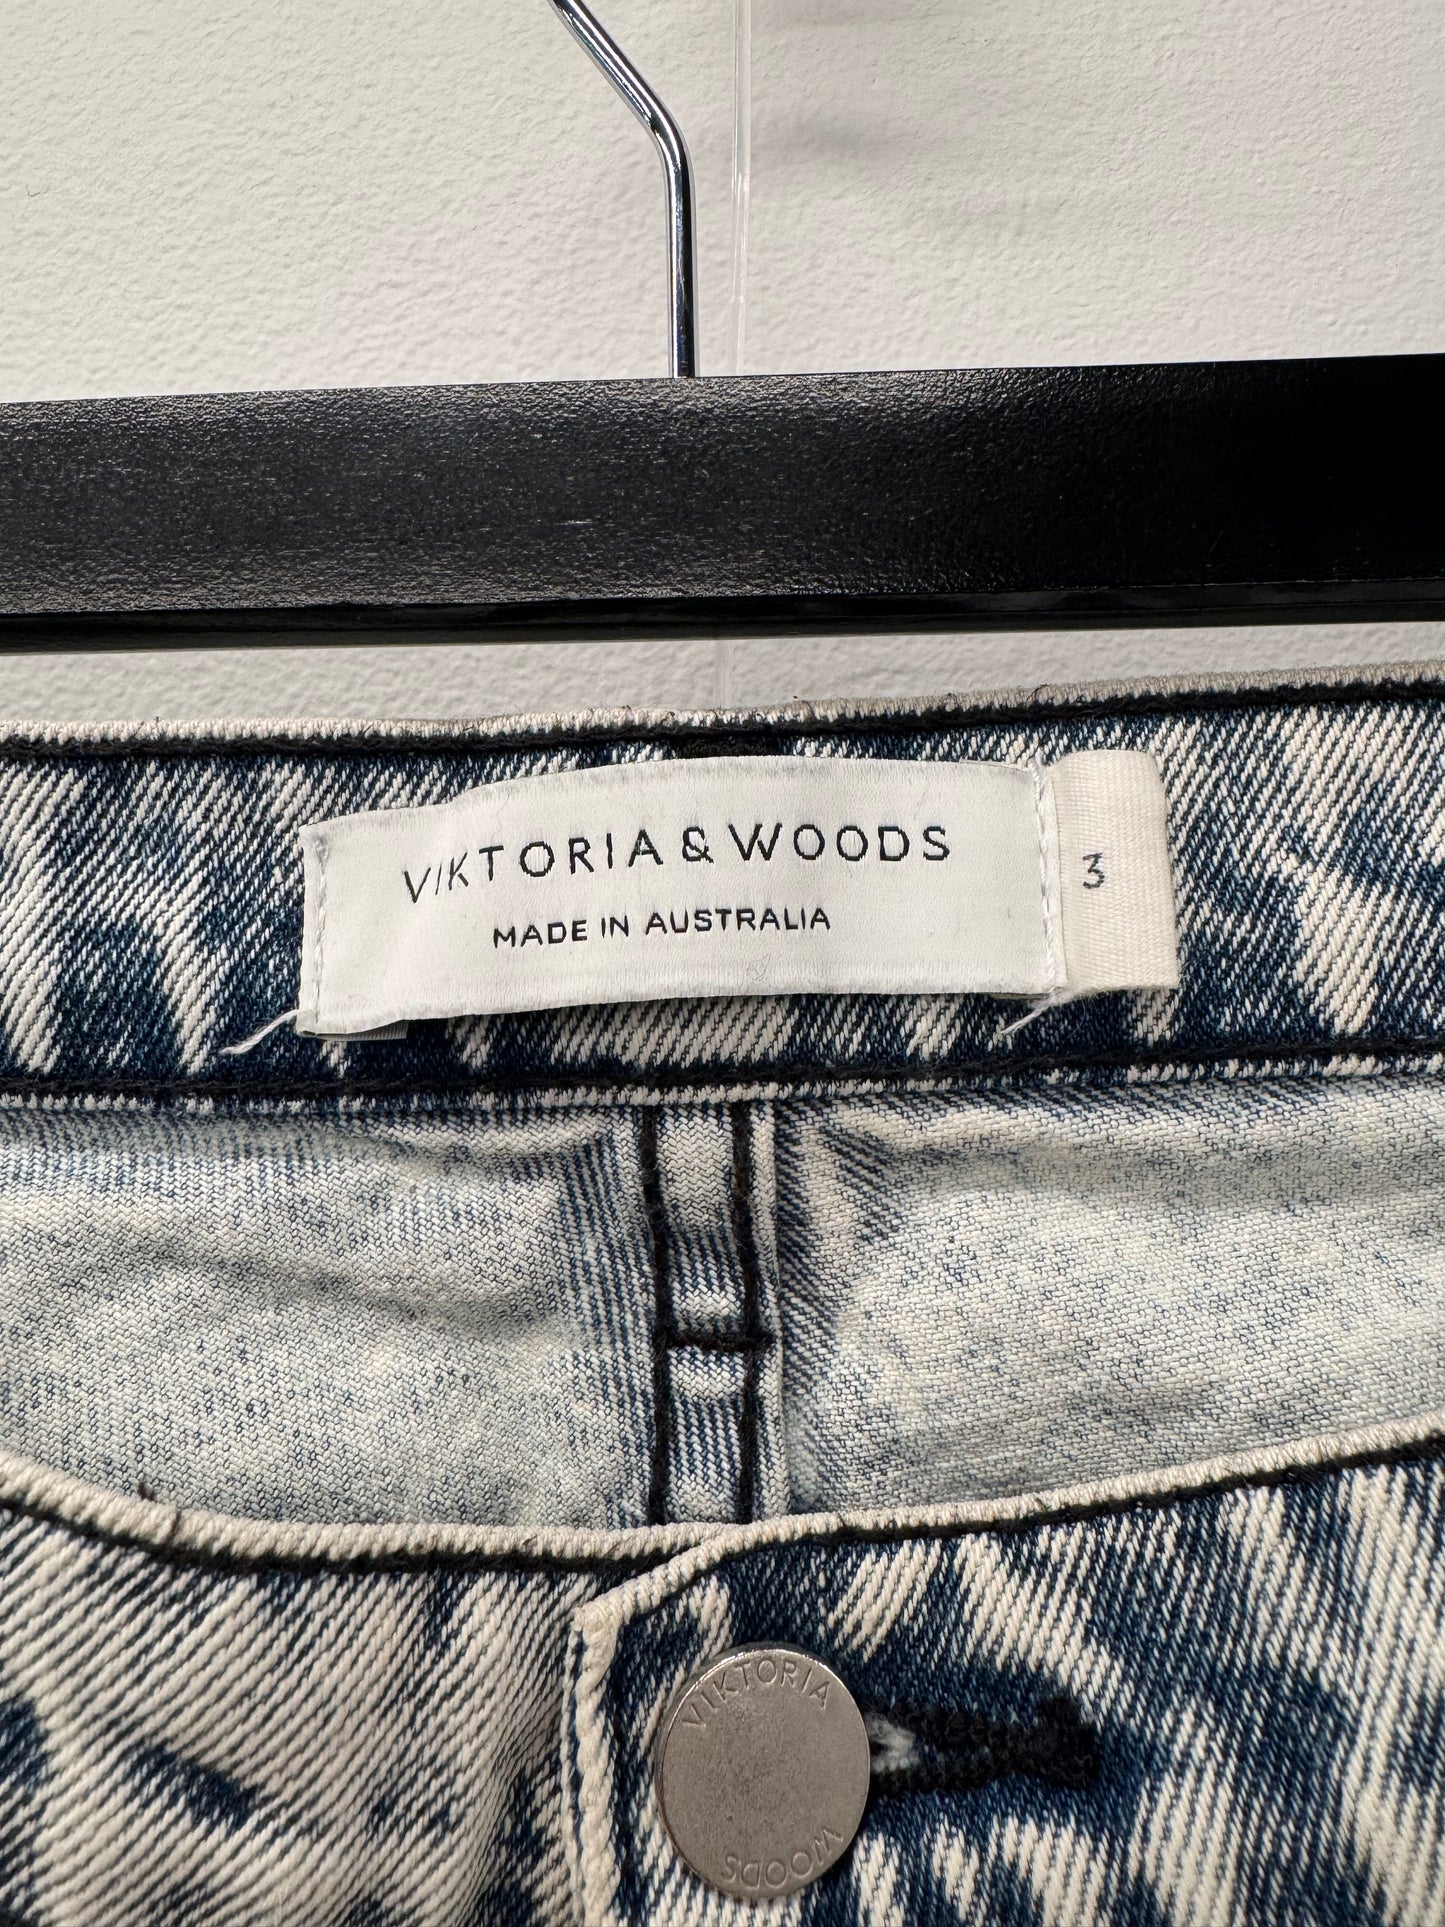 VIKTORIA & WOODS
MADE IN AUSTRALIA
3
VIKTORIA
WOODS